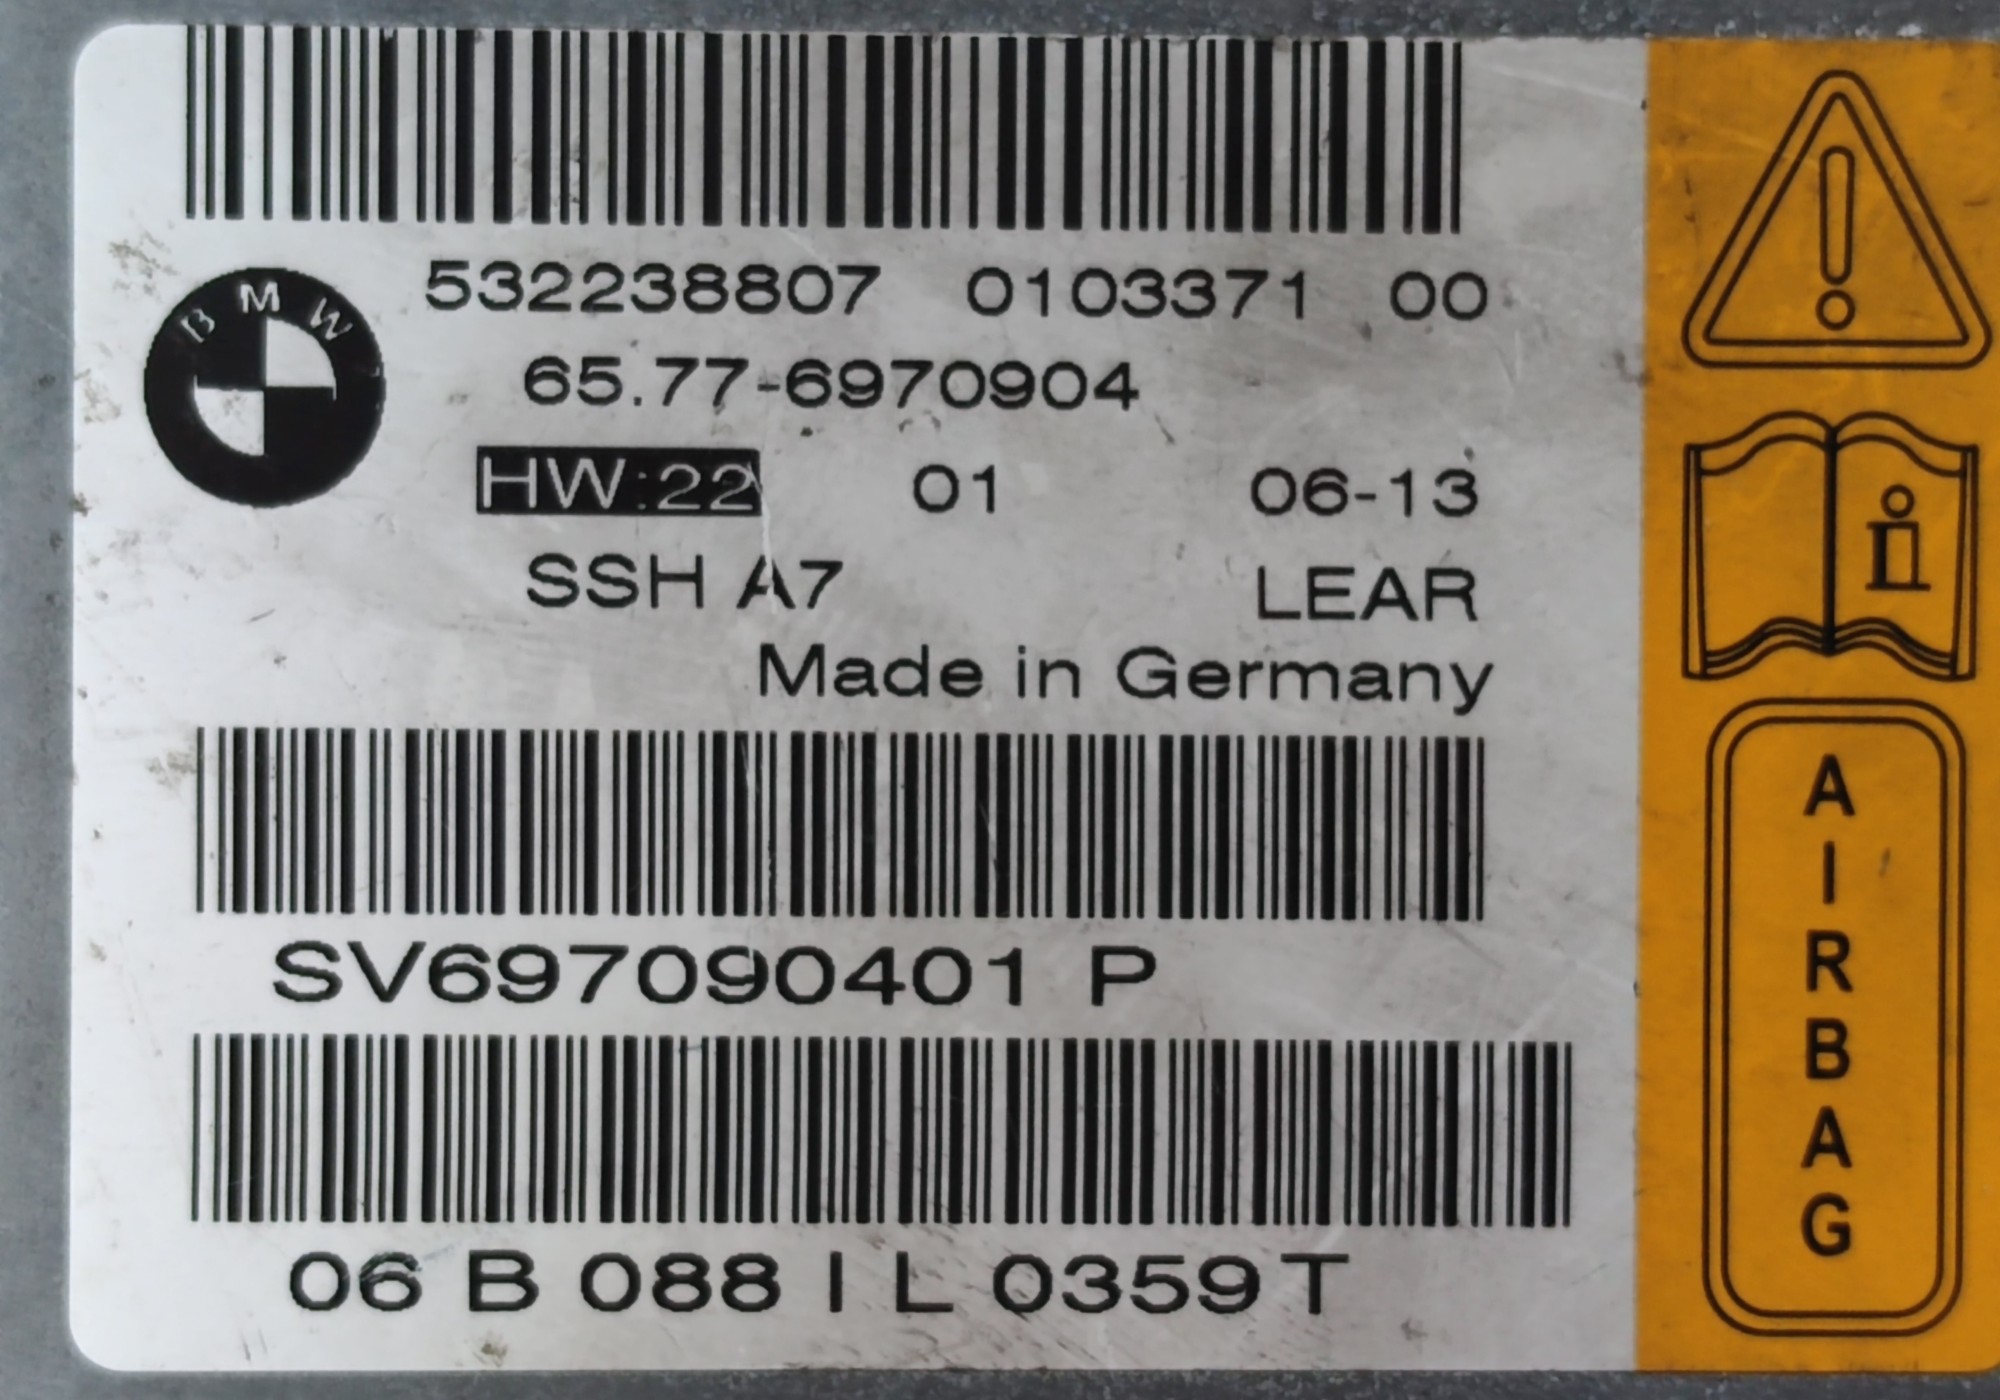 532238807 0103371 00
BMW
65.77-6970904
HW:22 01 06-13
SSH A7 LEAR
Made in Germany
SV697090401 P
06 B 088 I L 0359 T
i
AIRBAG